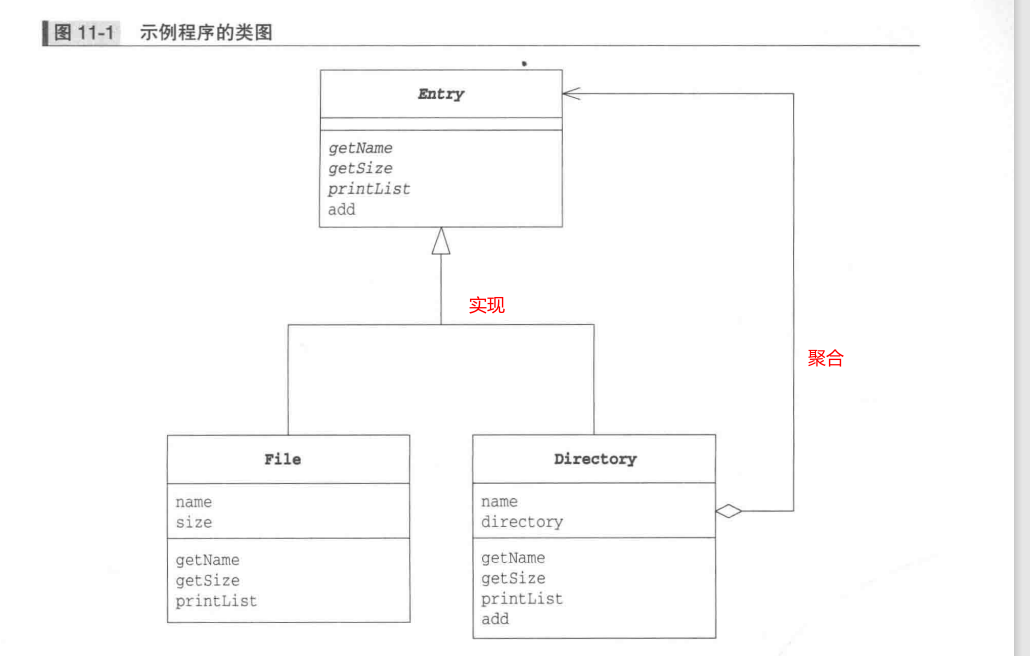 图 11-1 示例程序的类图
Entry
getName
getSize
printList
add
实现
聚合
File
name
size
getName
getSize
printList
Directory
name
directory
getName
getSize
printList
add